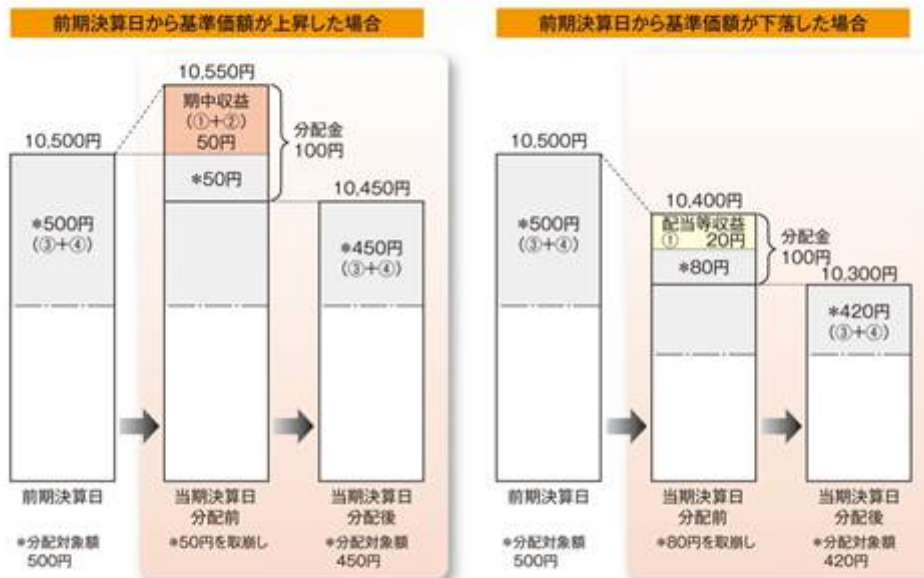 前期決算日から基準価額が上昇した場合
10,550円
期中収益
(①+②)
50円
分配金
100円
10,500円
*50円
10,450円
*500円
(③+④)
*450円
(③+④)
前期決算日
当期決算日
分配前
当期決算日
分配後
*分配対象額
500円
*50円を取崩し
*分配対象額
450円
前期決算日から基準価額が下落した場合
10,500円
10,400円
配当等収益
① 20円
分配金
100円
*500円
(③+④)
*80円
10,300円
*420円
(③+④)
前期決算日
当期決算日
分配前
当期決算日
分配後
*分配対象額
500円
*80円を取崩し
*分配対象額
420円